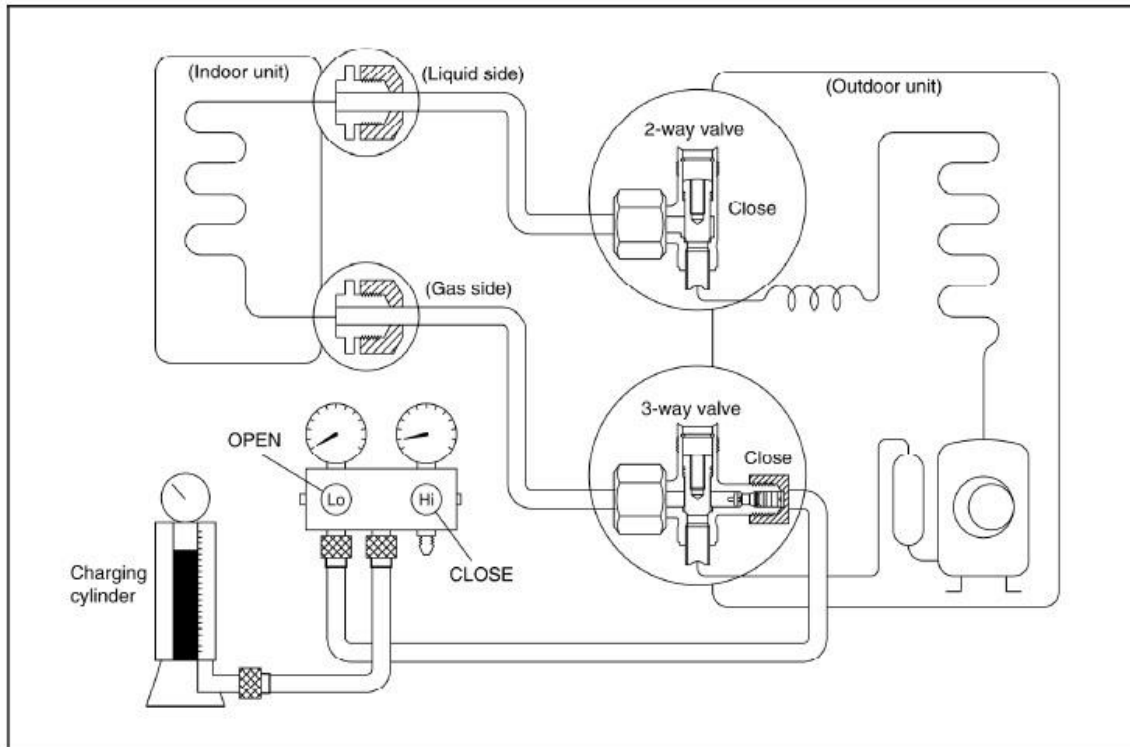 (Indoor unit)
(Liquid side)
(Outdoor unit)
2-way valve
Close
(Gas side)
3-way valve
Close
OPEN
Lo
Hi
CLOSE
Charging
cylinder